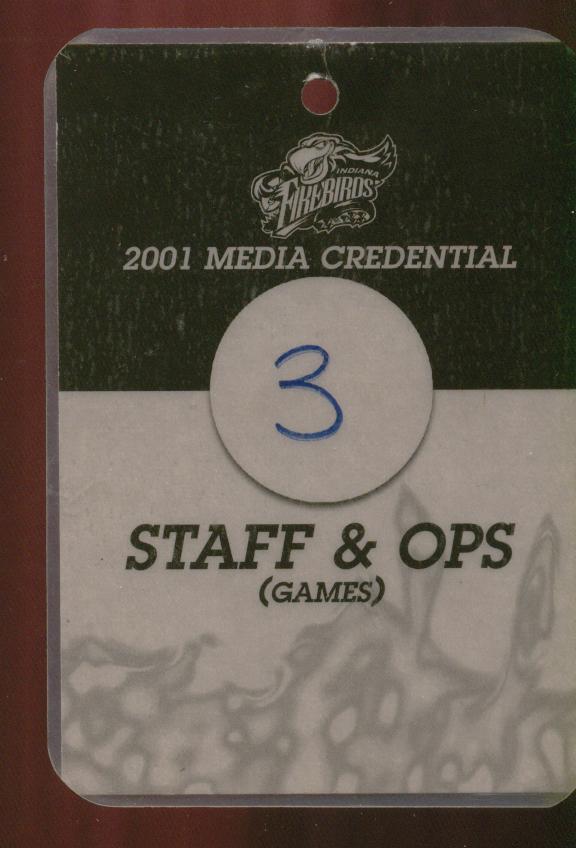 INDIANA
FIREBIRDS
2001 MEDIA CREDENTIAL
3
STAFF & OPS
(GAMES)